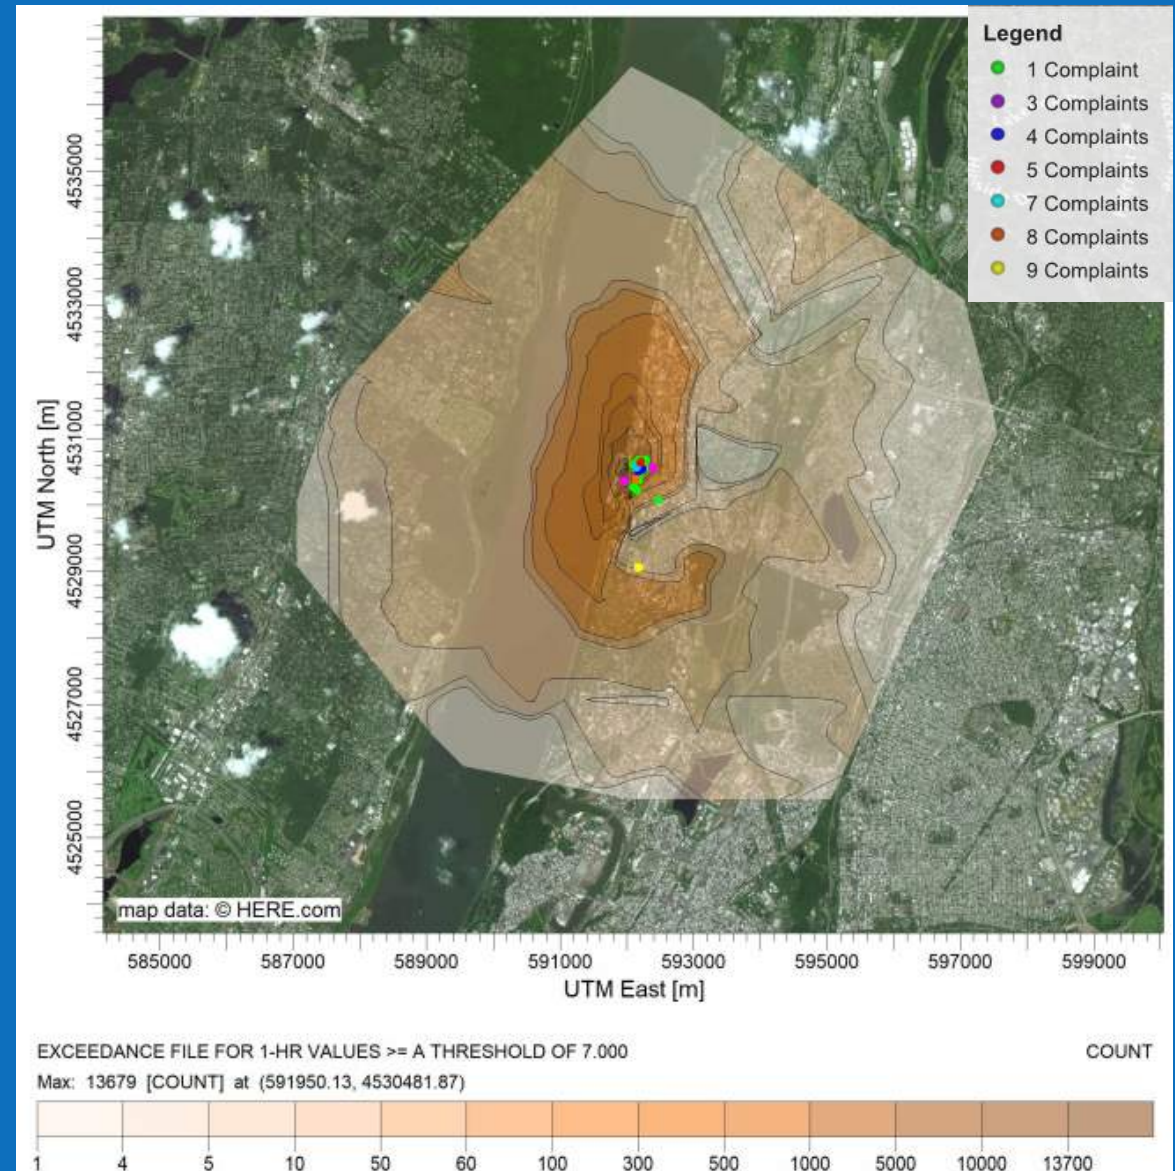 Legend
1 Complaint
3 Complaints
4 Complaints
5 Complaints
7 Complaints
8 Complaints
9 Complaints
UTM North [m]
4535000
4533000
4531000
4529000
4527000
4525000
map data: © HERE.com
585000 587000 589000 591000 593000 595000 597000 599000
UTM East [m]
EXCEEDANCE FILE FOR 1-HR VALUES >= A THRESHOLD OF 7.000 COUNT
Max: 13679 [COUNT] at (591950.13, 4530481.87)
1 4 5 10 50 60 100 300 500 1000 5000 10000 13700